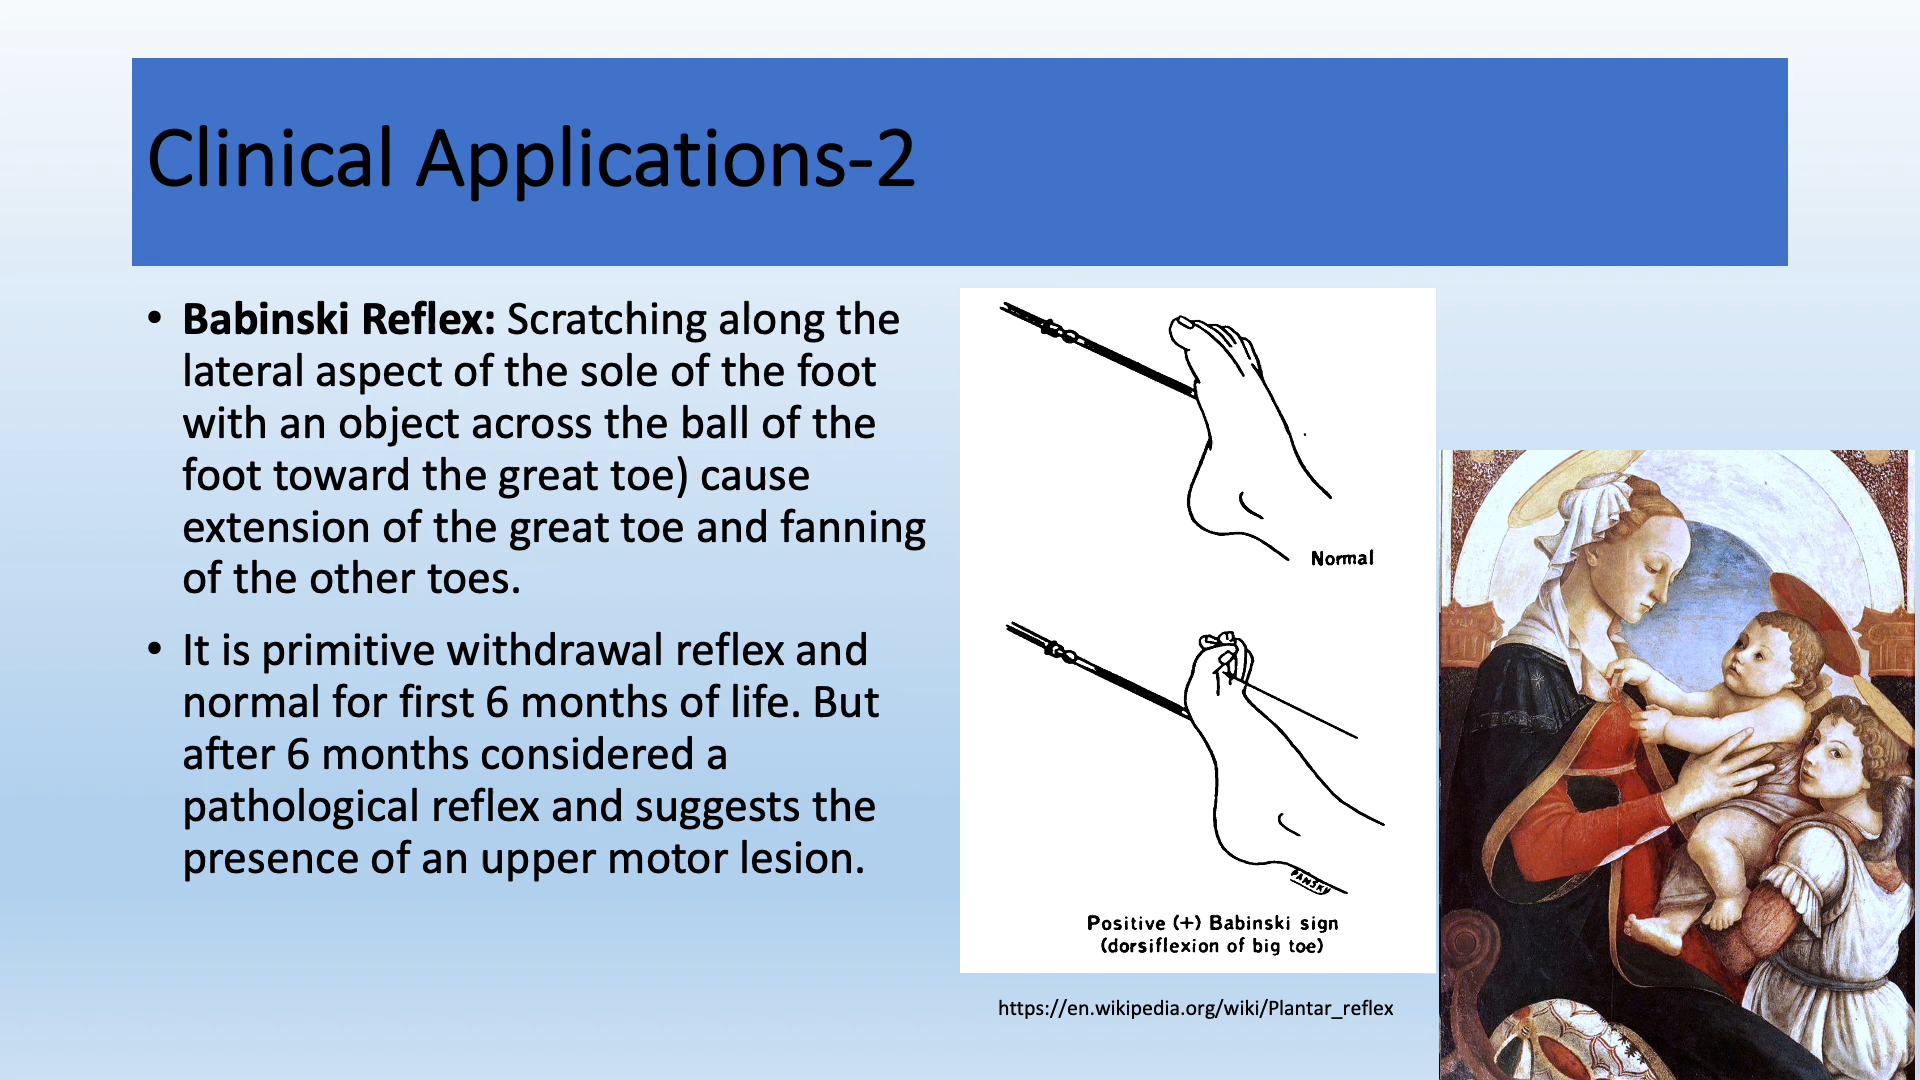 Clinical Applications-2
• Babinski Reflex: Scratching along the
lateral aspect of the sole of the foot
with an object across the ball of the
foot toward the great toe) cause
extension of the great toe and fanning
of the other toes.
• It is primitive withdrawal reflex and
normal for first 6 months of life. But
after 6 months considered a
pathological reflex and suggests the
presence of an upper motor lesion.
Normal
PANSKY
Positive (+) Babinski sign
(dorsiflexion of big toe)
https://en.wikipedia.org/wiki/Plantar_reflex